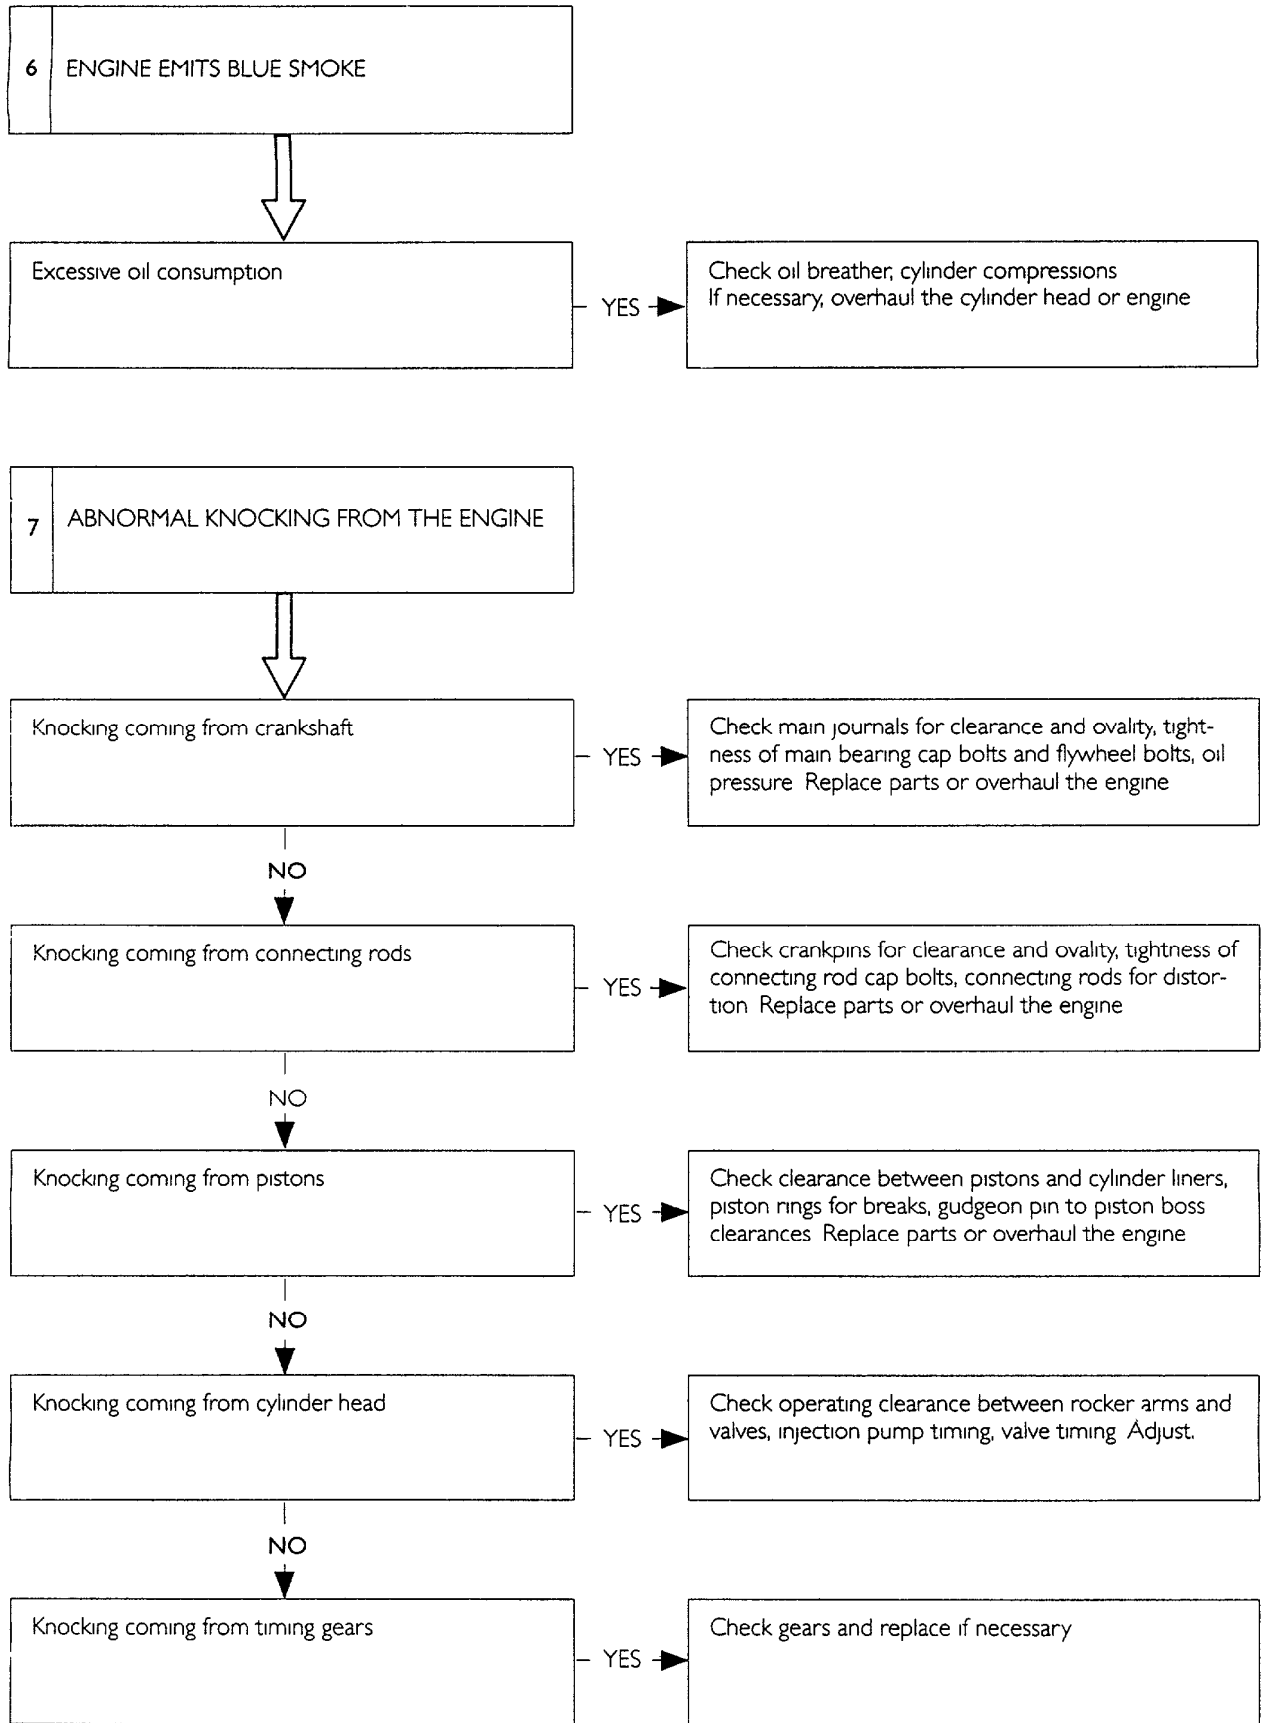 6 ENGINE EMITS BLUE SMOKE
Excessive oil consumption
YES
Check oil breather, cylinder compressions
If necessary, overhaul the cylinder head or engine
7 ABNORMAL KNOCKING FROM THE ENGINE
Knocking coming from crankshaft
YES
Check main journals for clearance and ovality, tight-
ness of main bearing cap bolts and flywheel bolts, oil
pressure Replace parts or overhaul the engine
NO
Knocking coming from connecting rods
YES
Check crankpins for clearance and ovality, tightness of
connecting rod cap bolts, connecting rods for distor-
tion Replace parts or overhaul the engine
NO
Knocking coming from pistons
YES
Check clearance between pistons and cylinder liners,
piston rings for breaks, gudgeon pin to piston boss
clearances Replace parts or overhaul the engine
NO
Knocking coming from cylinder head
YES
Check operating clearance between rocker arms and
valves, injection pump timing, valve timing Adjust.
NO
Knocking coming from timing gears
YES
Check gears and replace if necessary